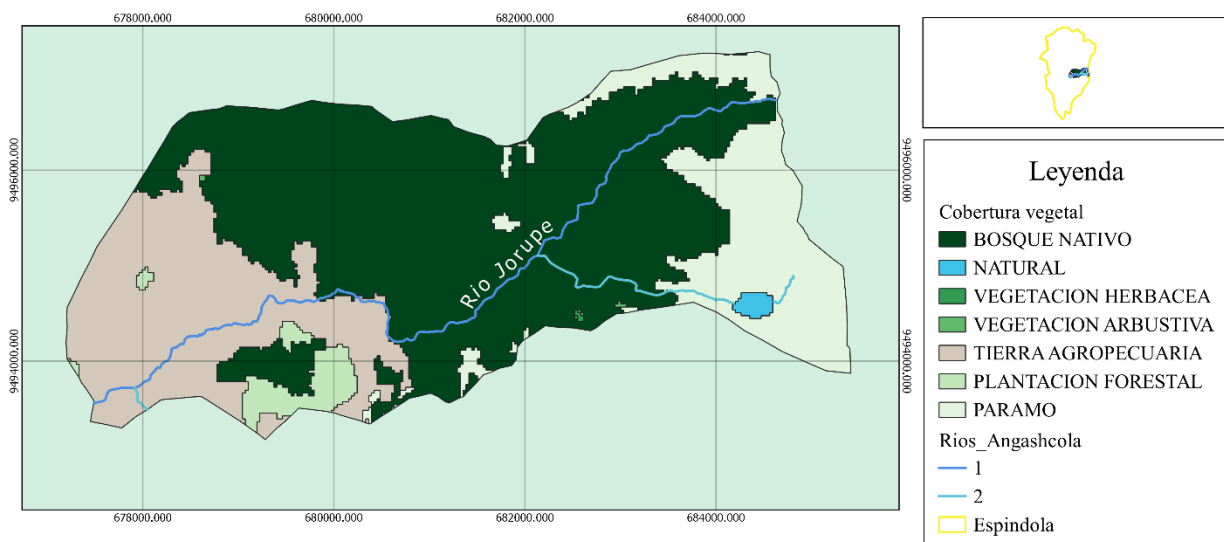 678000.000
680000.000
682000.000
684000.000
9496000.000
9496000.000
Rio Jorupe
9494000.000
9494000.000
678000.000
680000.000
682000.000
684000.000
Leyenda
Cobertura vegetal
BOSQUE NATIVO
NATURAL
VEGETACION HERBACEA
VEGETACION ARBUSTIVA
TIERRA AGROPECUARIA
PLANTACION FORESTAL
PARAMO
Rios_Angashcola
1
2
Espindola